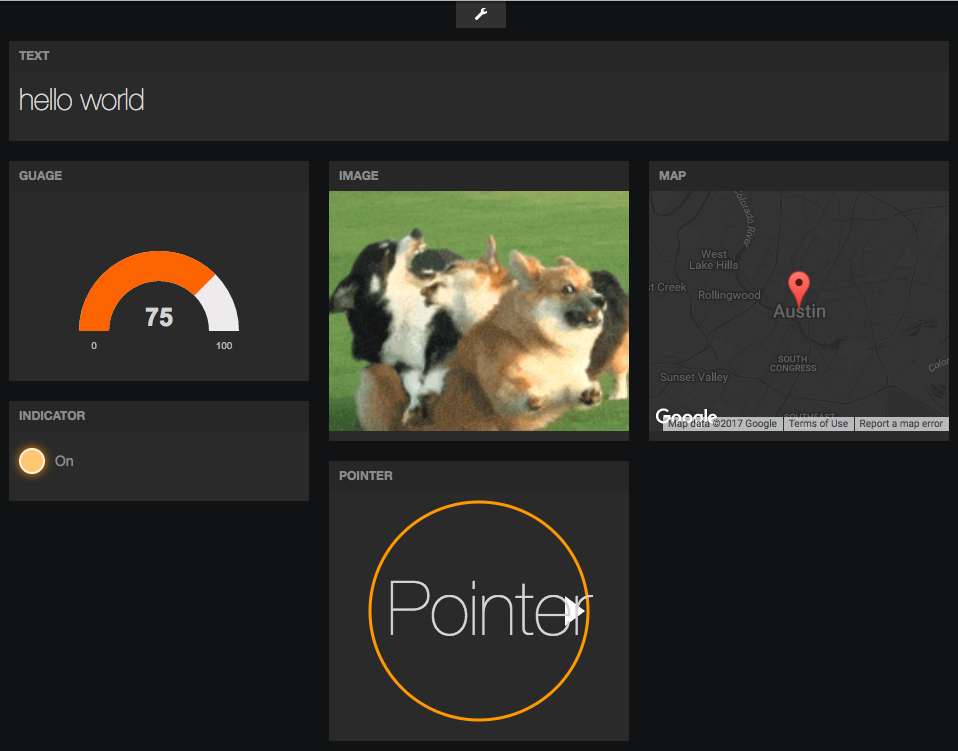 TEXT
hello world
GUAGE
75
0
100
IMAGE
MAP
Colorado River
West
Lake Hills
st Creek
Rollingwood
Austin
SOUTH
CONGRESS
Sunset Valley
Colo
SOUTHEAST
Google
Map data ©2017 Google
Terms of Use
Report a map error
INDICATOR
On
POINTER
Pointer